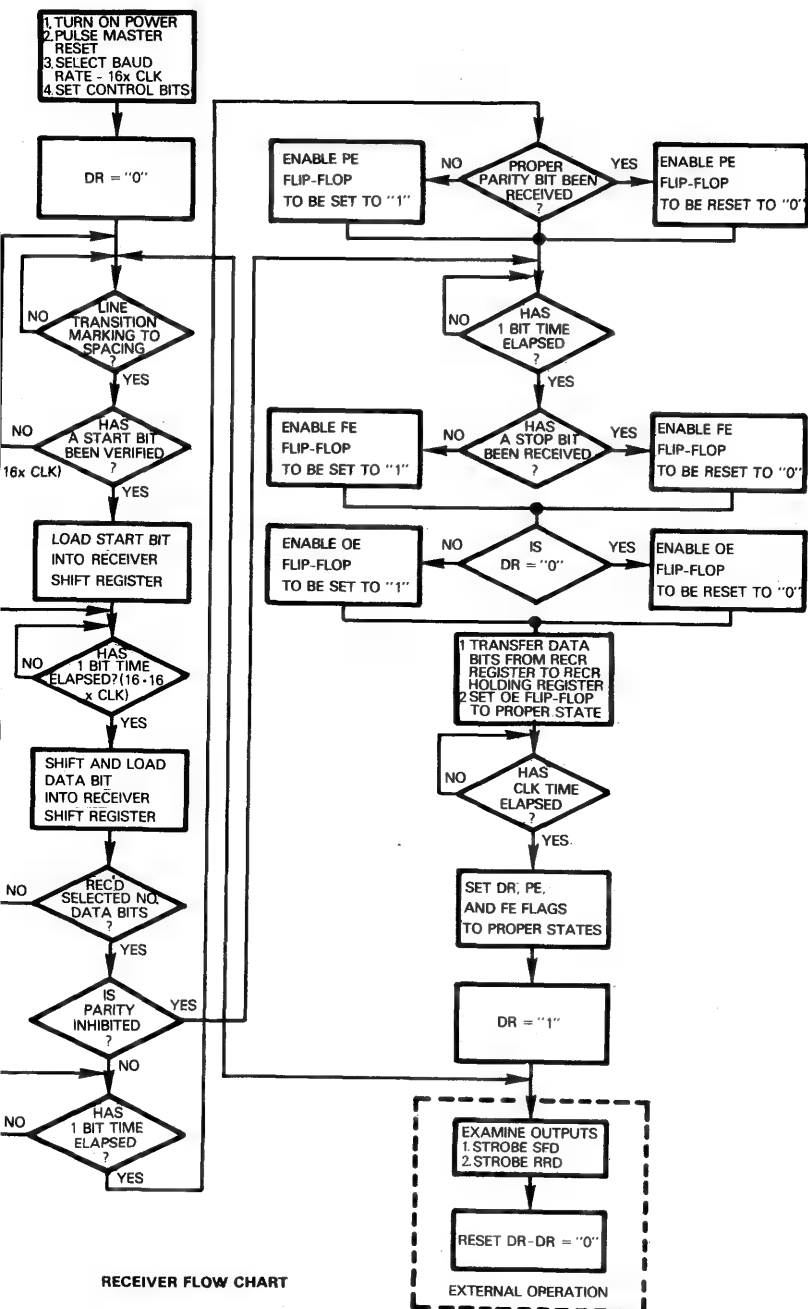 1. TURN ON POWER
2. PULSE MASTER
RESET
3. SELECT BAUD
RATE - 16x CLK
4. SET CONTROL BITS
DR = "0"
NO
LINE
TRANSITION
MARKING TO
SPACING
?
YES
NO
HAS
A START BIT
BEEN VERIFIED
?
16x CLK)
YES
LOAD START BIT
INTO RECEIVER
SHIFT REGISTER
NO
HAS
1 BIT TIME
ELAPSED?(16-16
x CLK)
YES
SHIFT AND LOAD
DATA BIT
INTO RECEIVER
SHIFT REGISTER
NO
REC'D
SELECTED NO.
DATA BITS
?
YES
IS
PARITY
INHIBITED
?
YES
NO
NO
HAS
1 BIT TIME
ELAPSED
?
YES
ENABLE PE
FLIP-FLOP
TO BE SET TO "1"
NO
PROPER
PARITY BIT BEEN
RECEIVED
?
YES
ENABLE PE
FLIP-FLOP
TO BE RESET TO "0"
NO
HAS
1 BIT TIME
ELAPSED
?
YES
ENABLE FE
FLIP-FLOP
TO BE SET TO "1"
NO
HAS
A STOP BIT
BEEN RECEIVED
?
YES
ENABLE FE
FLIP-FLOP
TO BE RESET TO "0"
ENABLE OE
FLIP-FLOP
TO BE SET TO "1"
NO
IS
DR = "0"
YES
ENABLE OE
FLIP-FLOP
TO BE RESET TO "0"
1 TRANSFER DATA
BITS FROM RECR
REGISTER TO RECR
HOLDING REGISTER
2 SET OE FLIP-FLOP
TO PROPER STATE
NO
HAS
CLK TIME
ELAPSED
?
YES
SET DR, PE,
AND FE FLAGS
TO PROPER STATES
DR = "1"
EXAMINE OUTPUTS
1. STROBE SFD
2. STROBE RRD
RESET DR-DR = "0"
EXTERNAL OPERATION
RECEIVER FLOW CHART